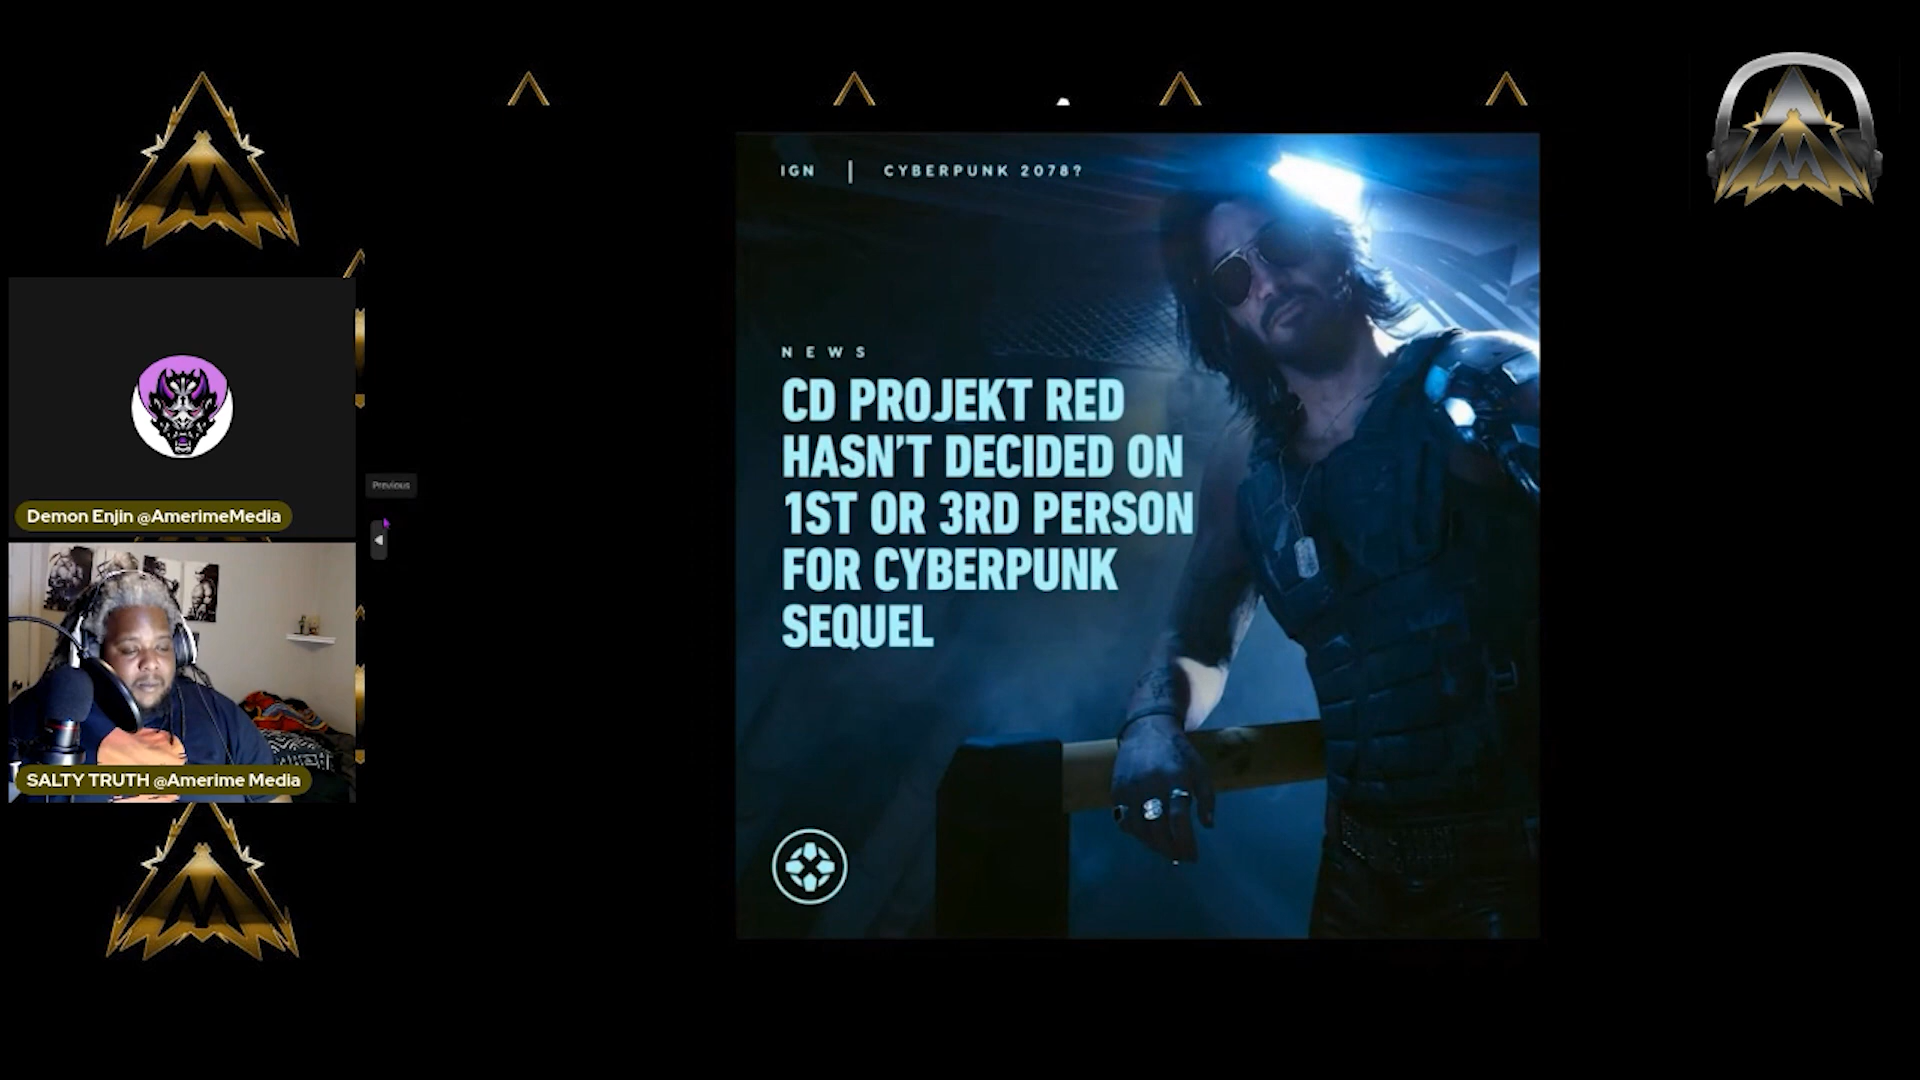 IGN | CYBERPUNK 2078?
NEWS
CD PROJEKT RED
HASN'T DECIDED ON
1ST OR 3RD PERSON
FOR CYBERPUNK
SEQUEL
Previous
Demon Enjin @AmerimeMedia
SALTY TRUTH @Amerime Media